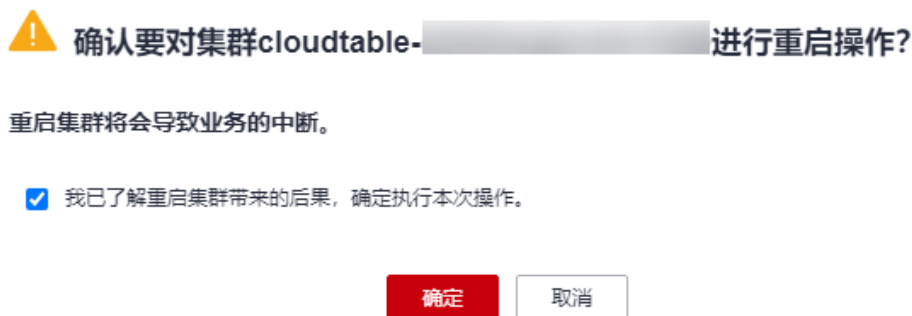 确认要对集群cloudtable-进行重启操作?
重启集群将会导致业务的中断。
我已了解重启集群带来的后果，确定执行本次操作。
确定 取消